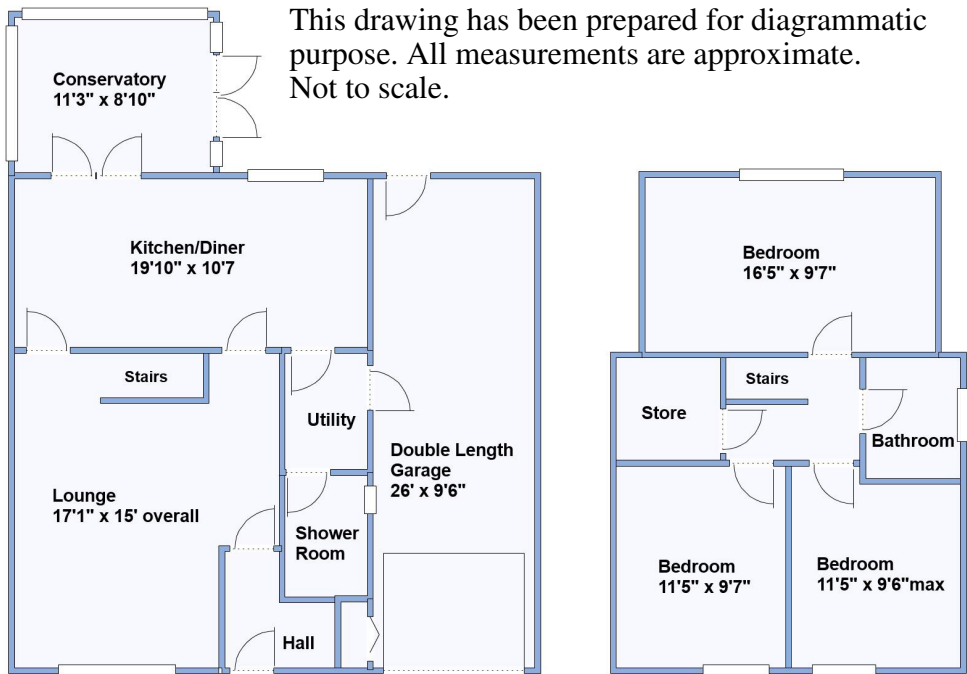 This drawing has been prepared for diagrammatic
purpose. All measurements are approximate.
Not to scale.
Conservatory
11'3" x 8'10"
Kitchen/Diner
19'10" x 10'7
Stairs
Utility
Double Length
Garage
26' x 9'6"
Lounge
17'1" x 15' overall
Shower
Room
Hall
Bedroom
16'5" x 9'7"
Stairs
Store
Bathroom
Bedroom
11'5" x 9'7"
Bedroom
11'5" x 9'6"max